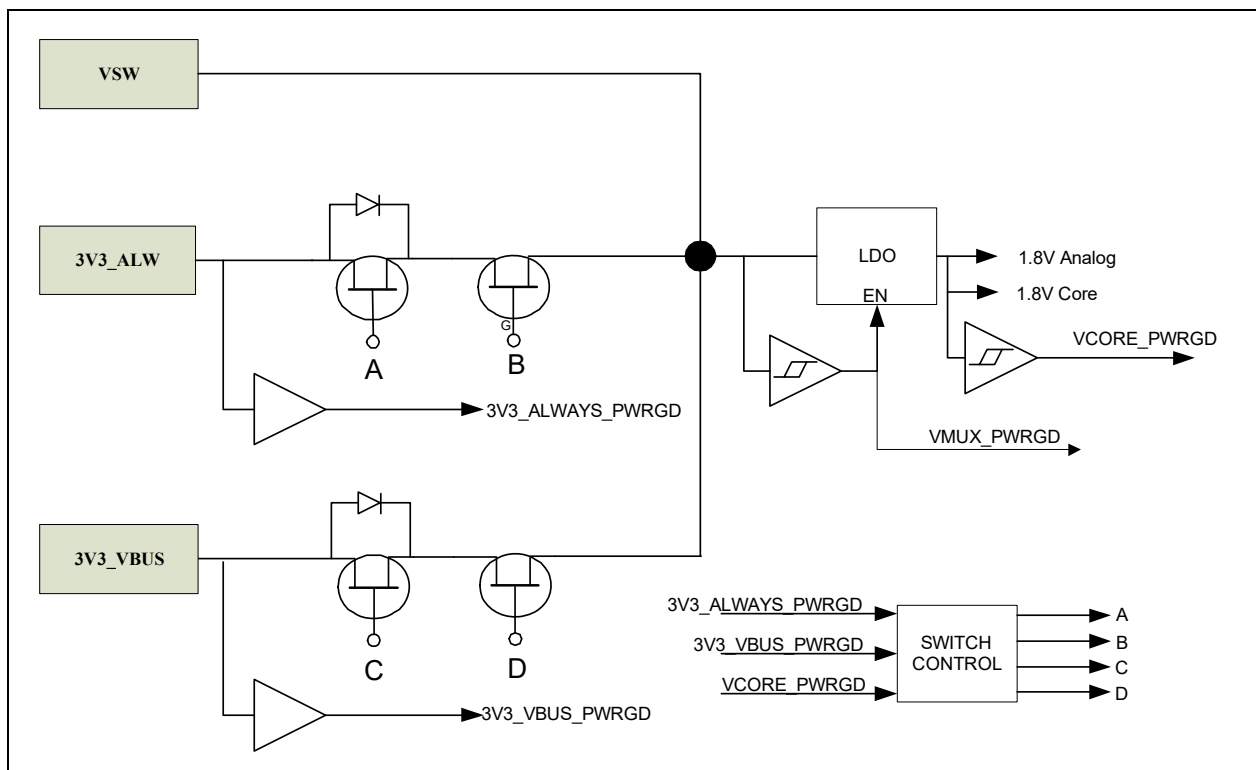 VSW
3V3_ALW
A
G
B
3V3_ALWAYS_PWRGD
LDO
EN
1.8V Analog
1.8V Core
VCORE_PWRGD
VMUX_PWRGD
3V3_VBUS
C
D
3V3_VBUS_PWRGD
3V3_ALWAYS_PWRGD
3V3_VBUS_PWRGD
VCORE_PWRGD
SWITCH
CONTROL
A
B
C
D